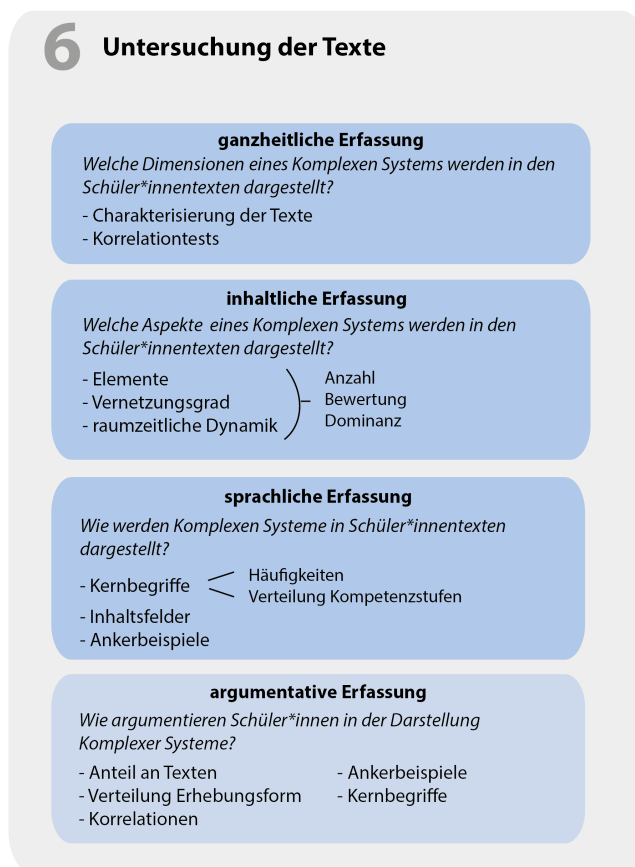 6 Untersuchung der Texte
ganzheitliche Erfassung
Welche Dimensionen eines Komplexen Systems werden in den
Schüler*innentexten dargestellt?
- Charakterisierung der Texte
- Korrelationtests
inhaltliche Erfassung
Welche Aspekte eines Komplexen Systems werden in den
Schüler*innentexten dargestellt?
- Elemente
- Vernetzungsgrad
- raumzeitliche Dynamik
Anzahl
Bewertung
Dominanz
sprachliche Erfassung
Wie werden Komplexen Systeme in Schüler*innentexten
dargestellt?
- Kernbegriffe
Häufigkeiten
Verteilung Kompetenzstufen
- Inhaltsfelder
- Ankerbeispiele
argumentative Erfassung
Wie argumentieren Schüler*innen in der Darstellung
Komplexer Systeme?
- Anteil an Texten
- Verteilung Erhebungsform
- Korrelationen
- Ankerbeispiele
- Kernbegriffe